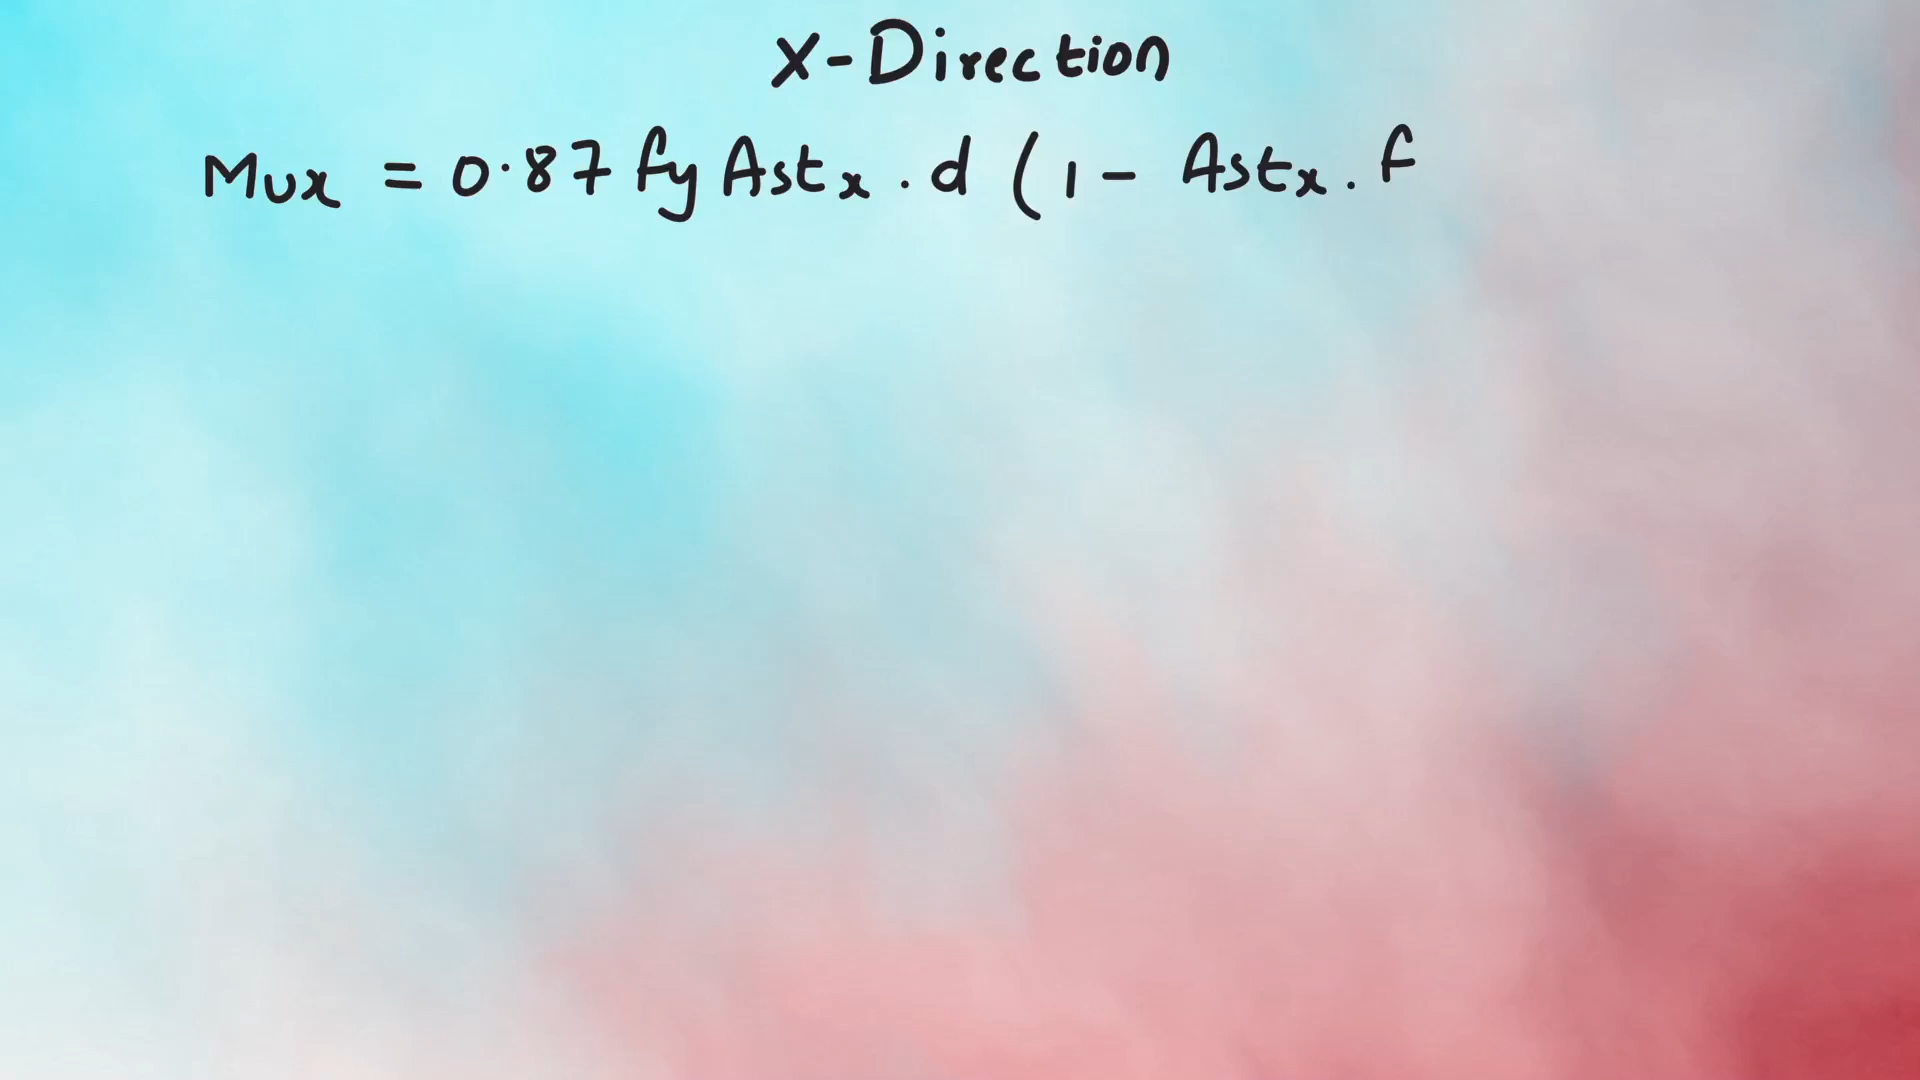 X-Direction
Mux = 0.87 fy Astx . d (1 - Astx . f